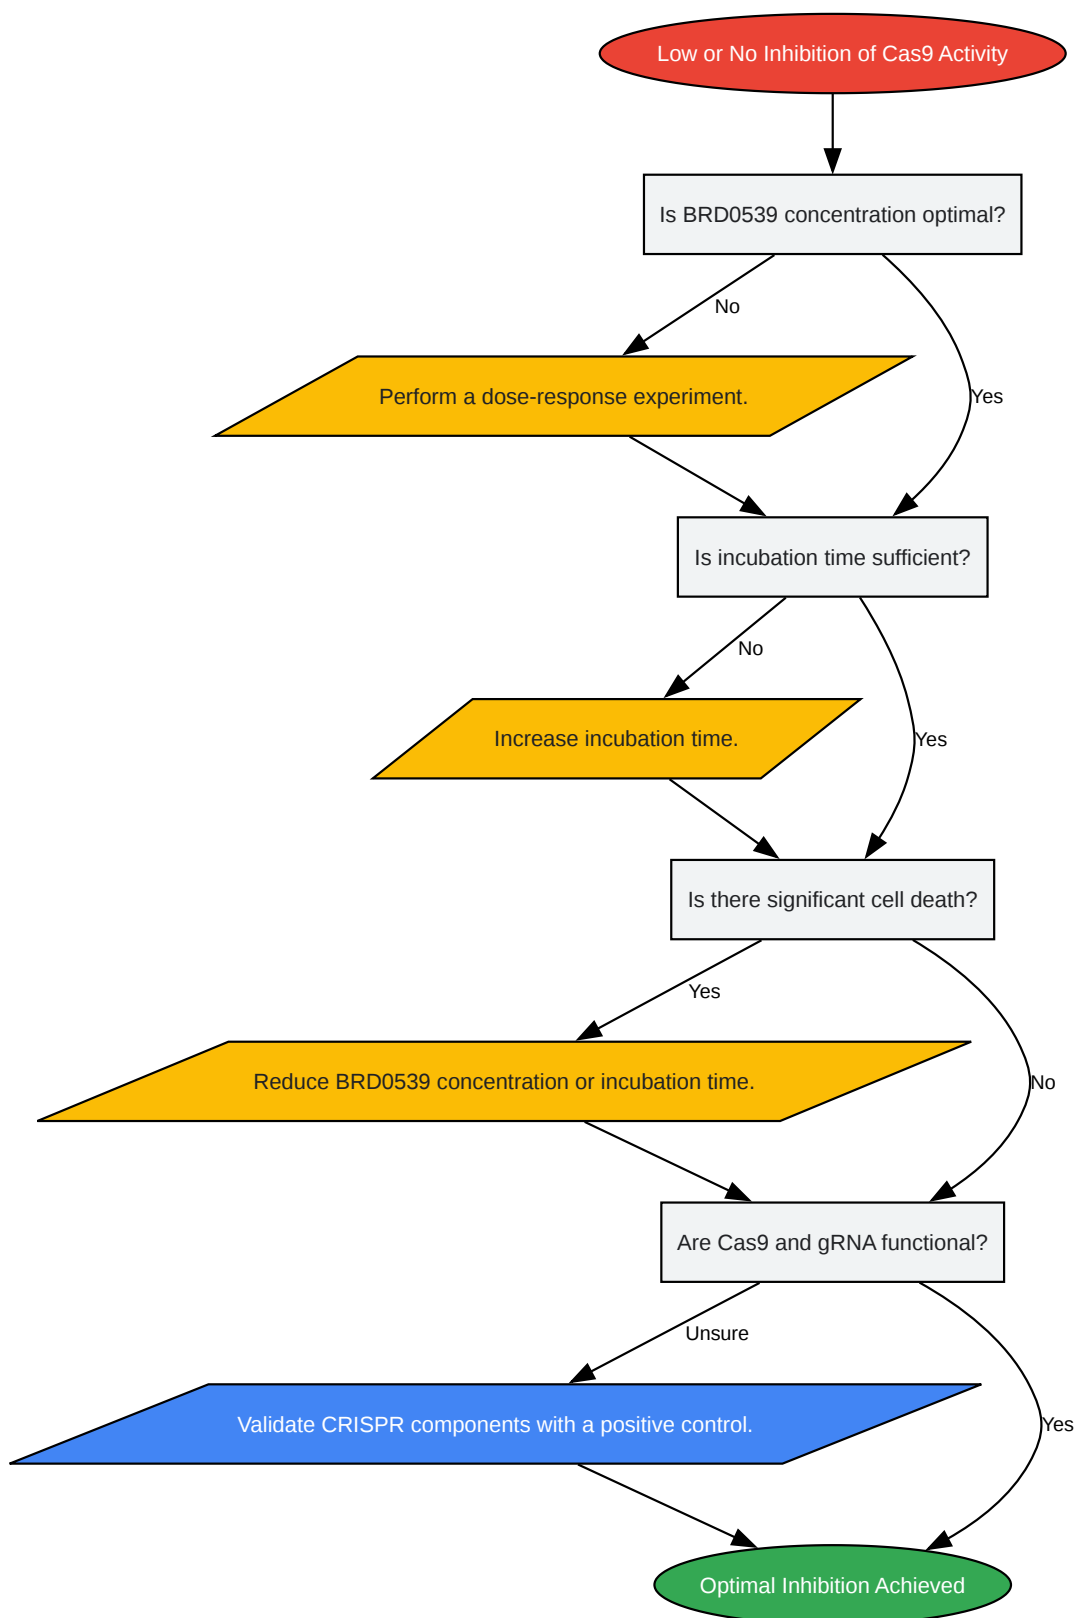 Low or No Inhibition of Cas9 Activity
Is BRD0539 concentration optimal?
No
Perform a dose-response experiment.
Yes
Is incubation time sufficient?
No
Increase incubation time.
Yes
Is there significant cell death?
Yes
Reduce BRD0539 concentration or incubation time.
No
Are Cas9 and gRNA functional?
Unsure
Validate CRISPR components with a positive control.
Yes
Optimal Inhibition Achieved